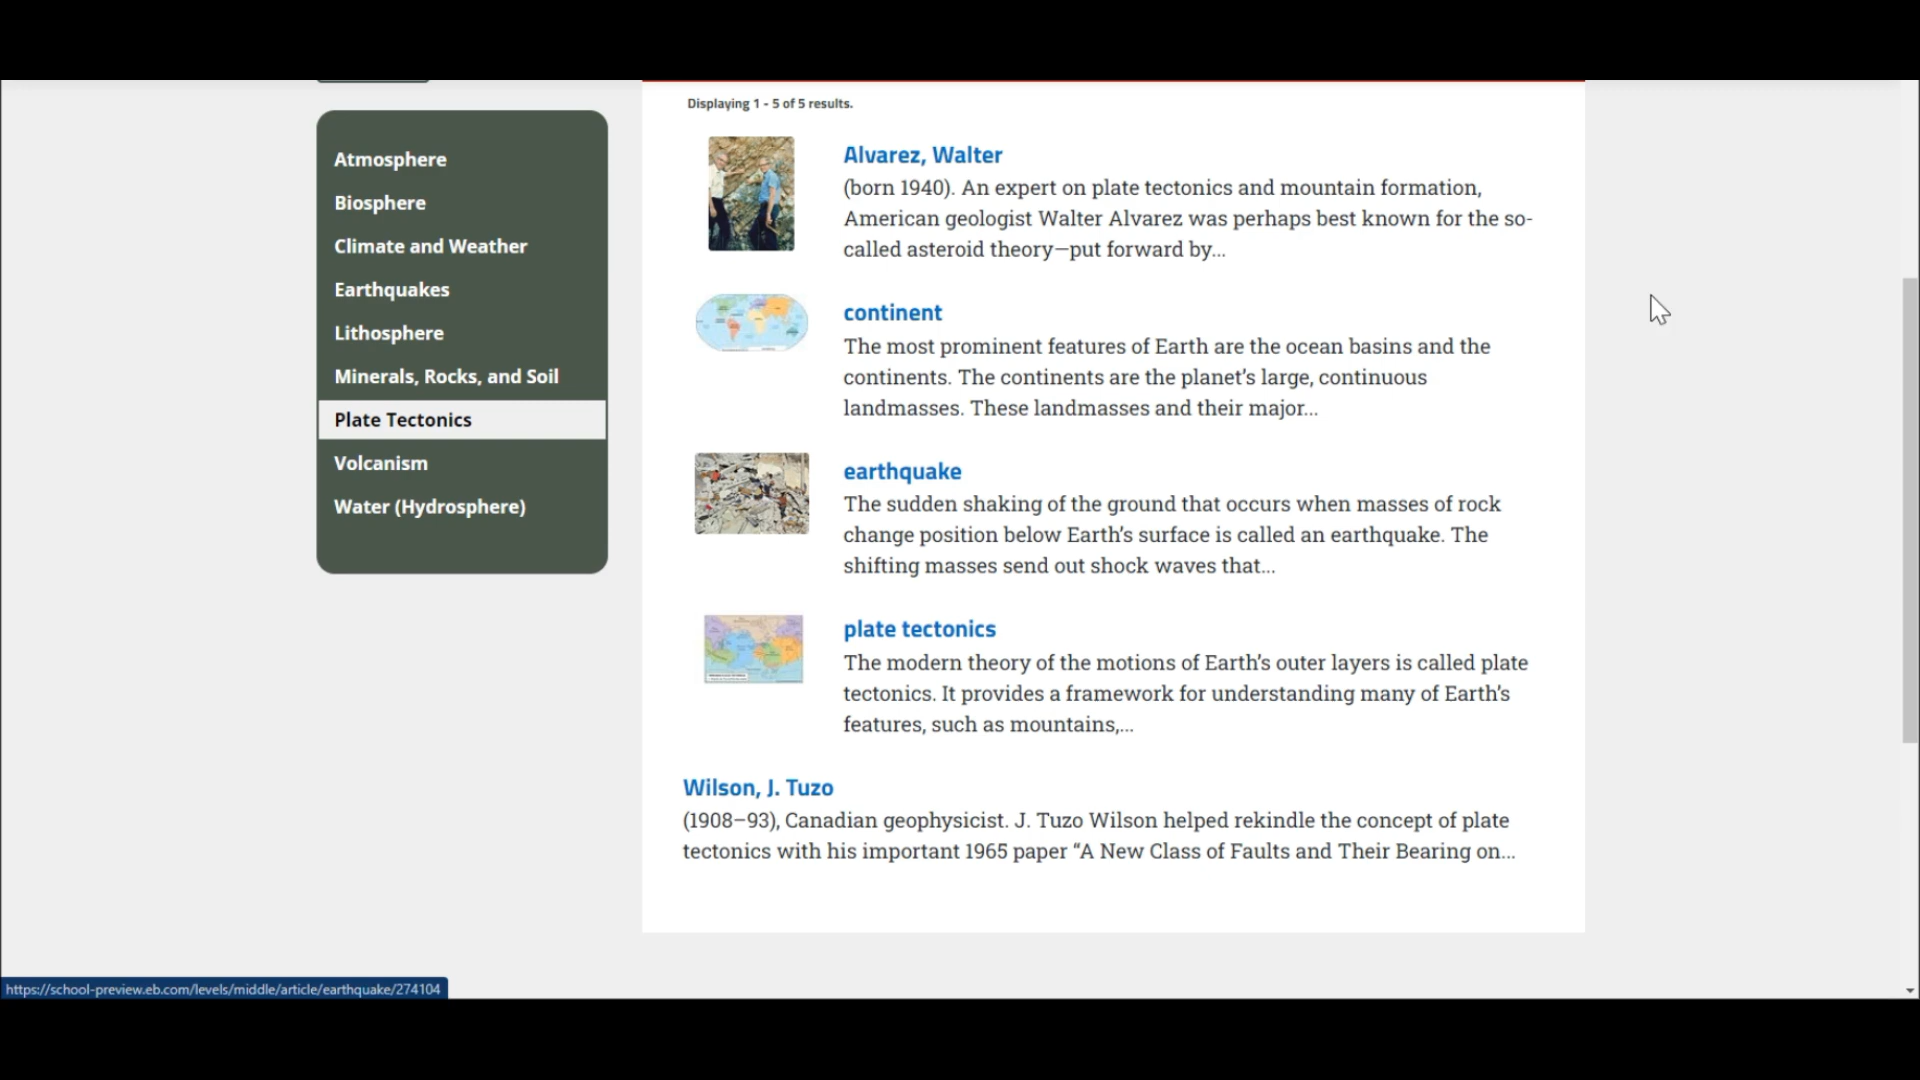 Atmosphere
Biosphere
Climate and Weather
Earthquakes
Lithosphere
Minerals, Rocks, and Soil
Plate Tectonics
Volcanism
Water (Hydrosphere)
Displaying 1 - 5 of 5 results.
Alvarez, Walter
(born 1940). An expert on plate tectonics and mountain formation,
American geologist Walter Alvarez was perhaps best known for the so-
called asteroid theory—put forward by...
continent
The most prominent features of Earth are the ocean basins and the
continents. The continents are the planet's large, continuous
landmasses. These landmasses and their major...
earthquake
The sudden shaking of the ground that occurs when masses of rock
change position below Earth's surface is called an earthquake. The
shifting masses send out shock waves that...
plate tectonics
The modern theory of the motions of Earth's outer layers is called plate
tectonics. It provides a framework for understanding many of Earth's
features, such as mountains,...
Wilson, J. Tuzo
(1908–93), Canadian geophysicist. J. Tuzo Wilson helped rekindle the concept of plate
tectonics with his important 1965 paper “A New Class of Faults and Their Bearing on...
https://school-preview.eb.com/levels/middle/article/earthquake/274104